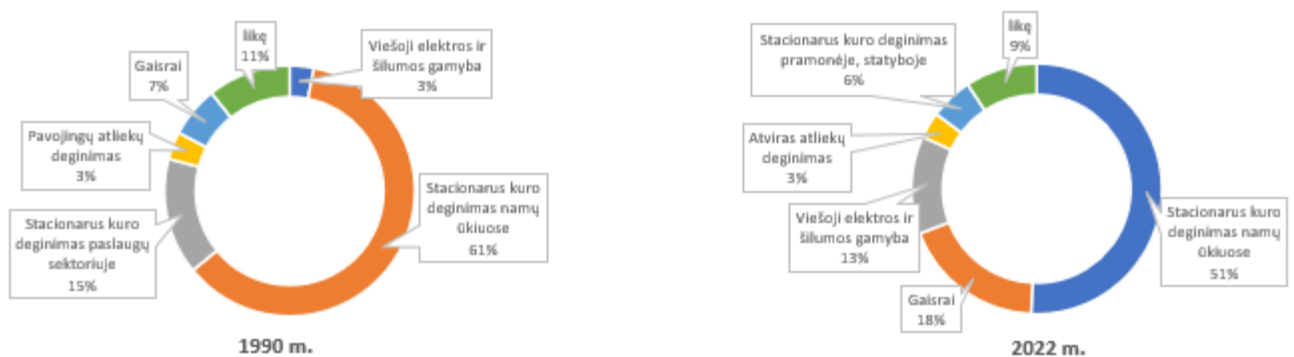 likę
11%
Viešoji elektros ir
šilumos gamyba
3%
Gaisrai
7%
Pavojingų atliekų
deginimas
3%
Stacionarus kuro
deginimas namų
ūkiuose
61%
Stacionarus kuro
deginimas paslaugų
sektoriuje
15%
1990 m.
likę
9%
Stacionarus kuro deginimas
pramonėje, statyboje
6%
Atviras atliekų
deginimas
3%
Viešoji elektros ir
šilumos gamyba
13%
Stacionarus kuro
deginimas namų
ūkiuose
51%
Gaisrai
18%
2022 m.